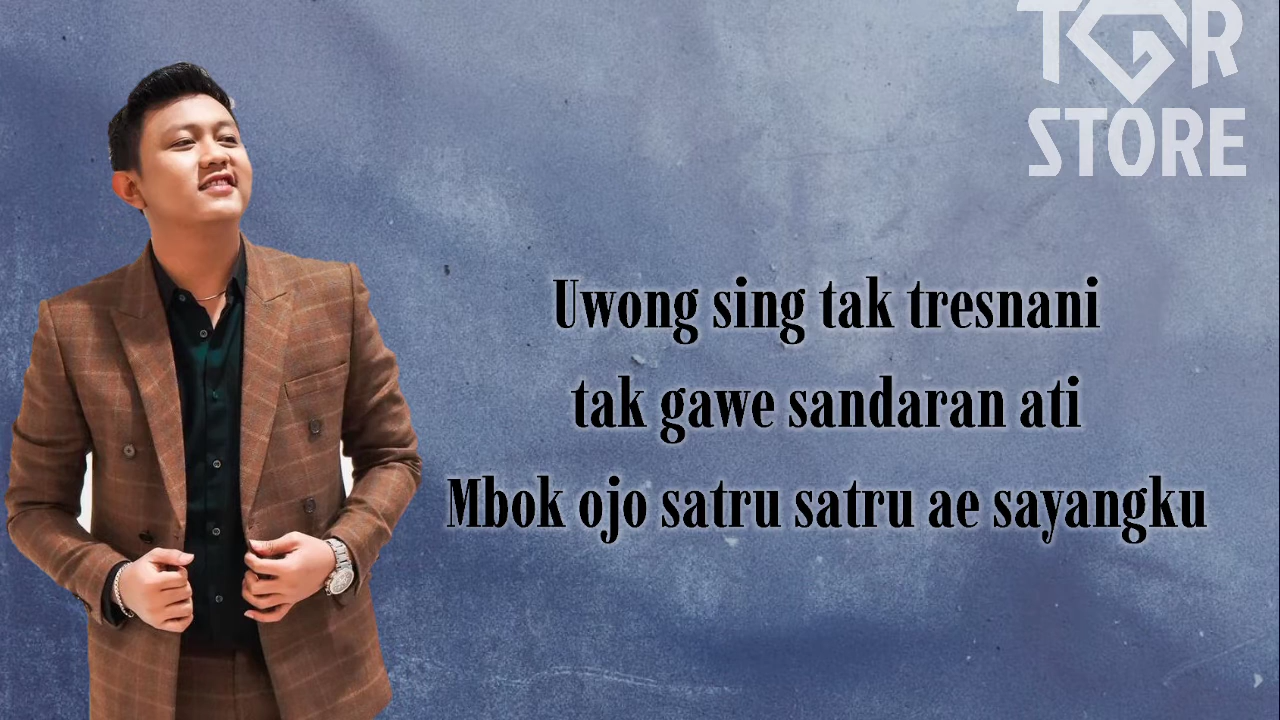 TGR
STORE
Uwong sing tak tresnani
tak gawe sandaran ati
Mbok ojo satru satru ae sayangku